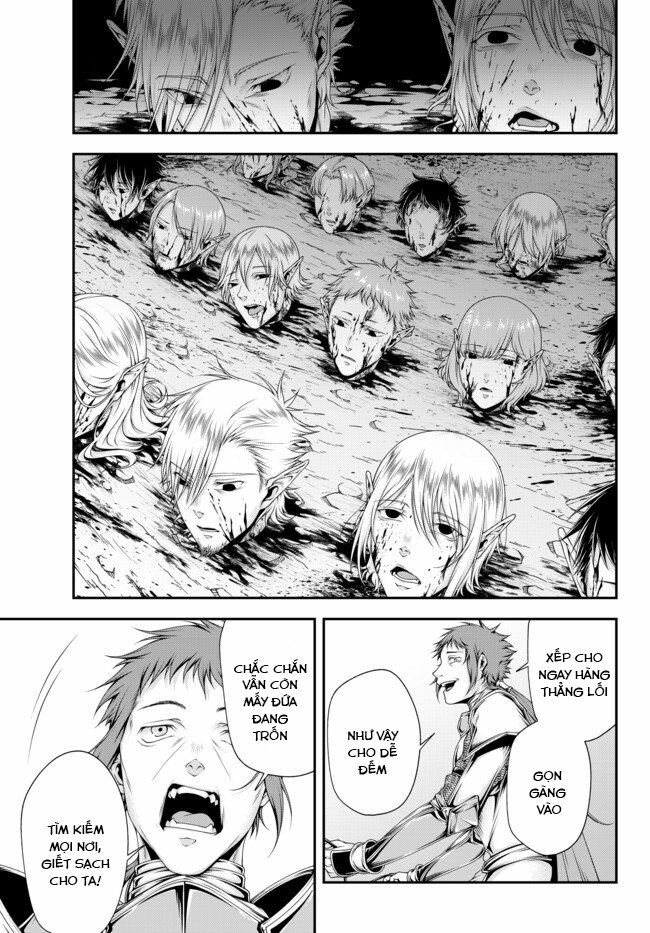 XẾP CHO
NGAY HÀNG
THẲNG LỐI
GỌN
GÀNG
VÀO
NHƯ VẬY
CHO DỄ
ĐẾM
CHẮC CHẮN
VẪN CÒN
MẤY ĐỨA
ĐANG
TRỐN
TÌM KIẾM
MỌI NƠI,
GIẾT SẠCH
CHO TA!